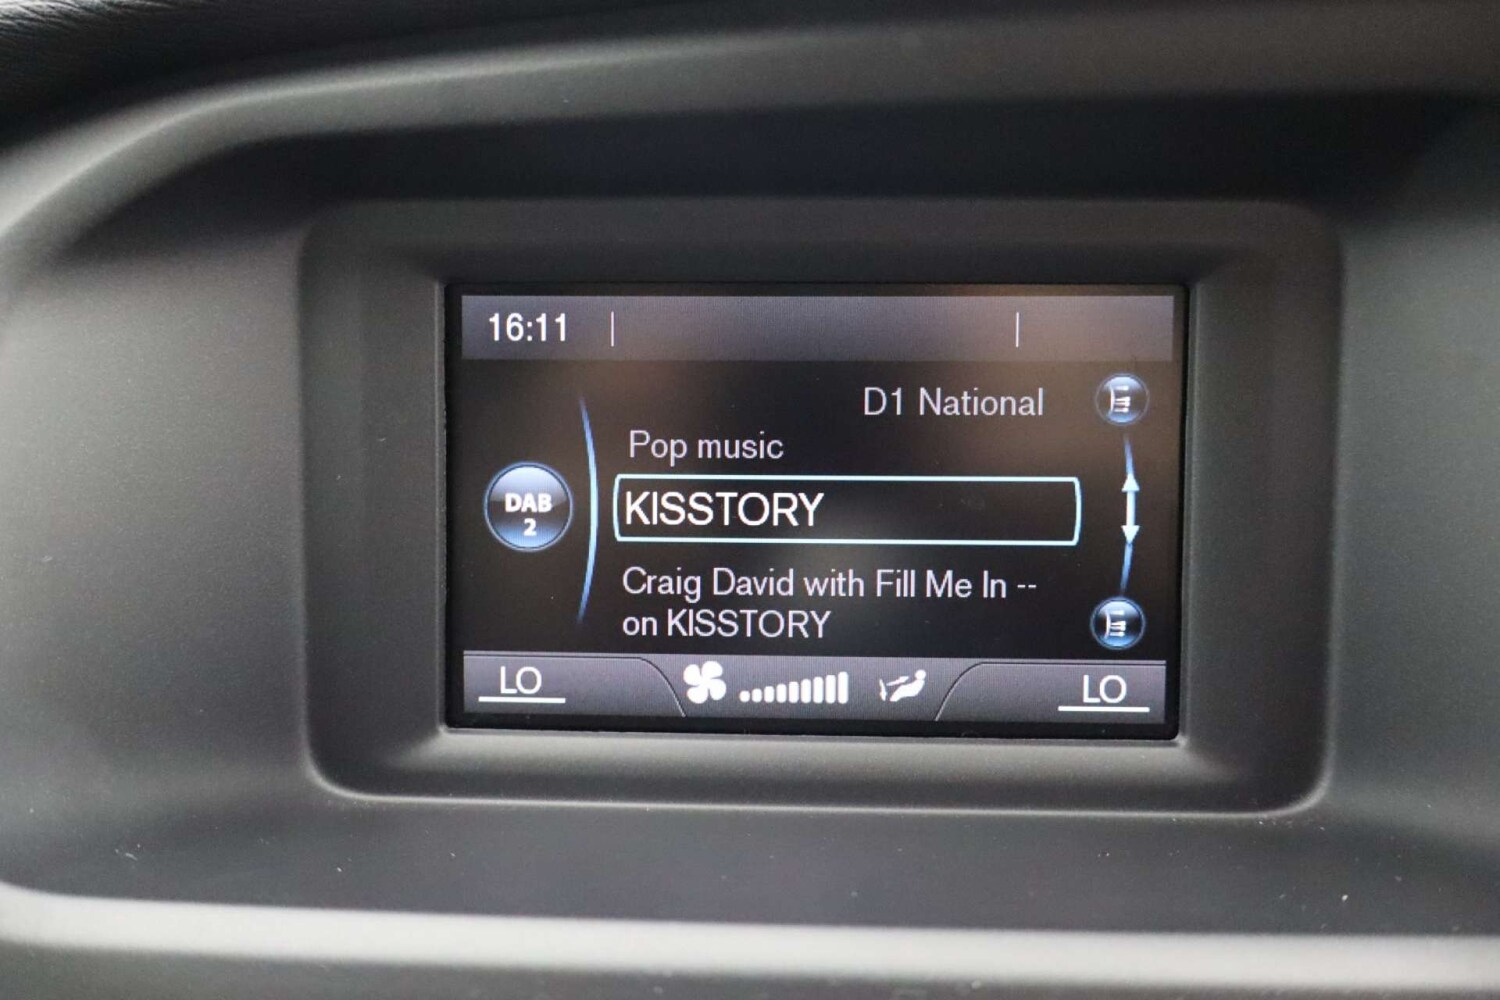 16:11
D1 National
Pop music
DAB
2
KISSTORY
Craig David with Fill Me In --
on KISSTORY
LO
LO